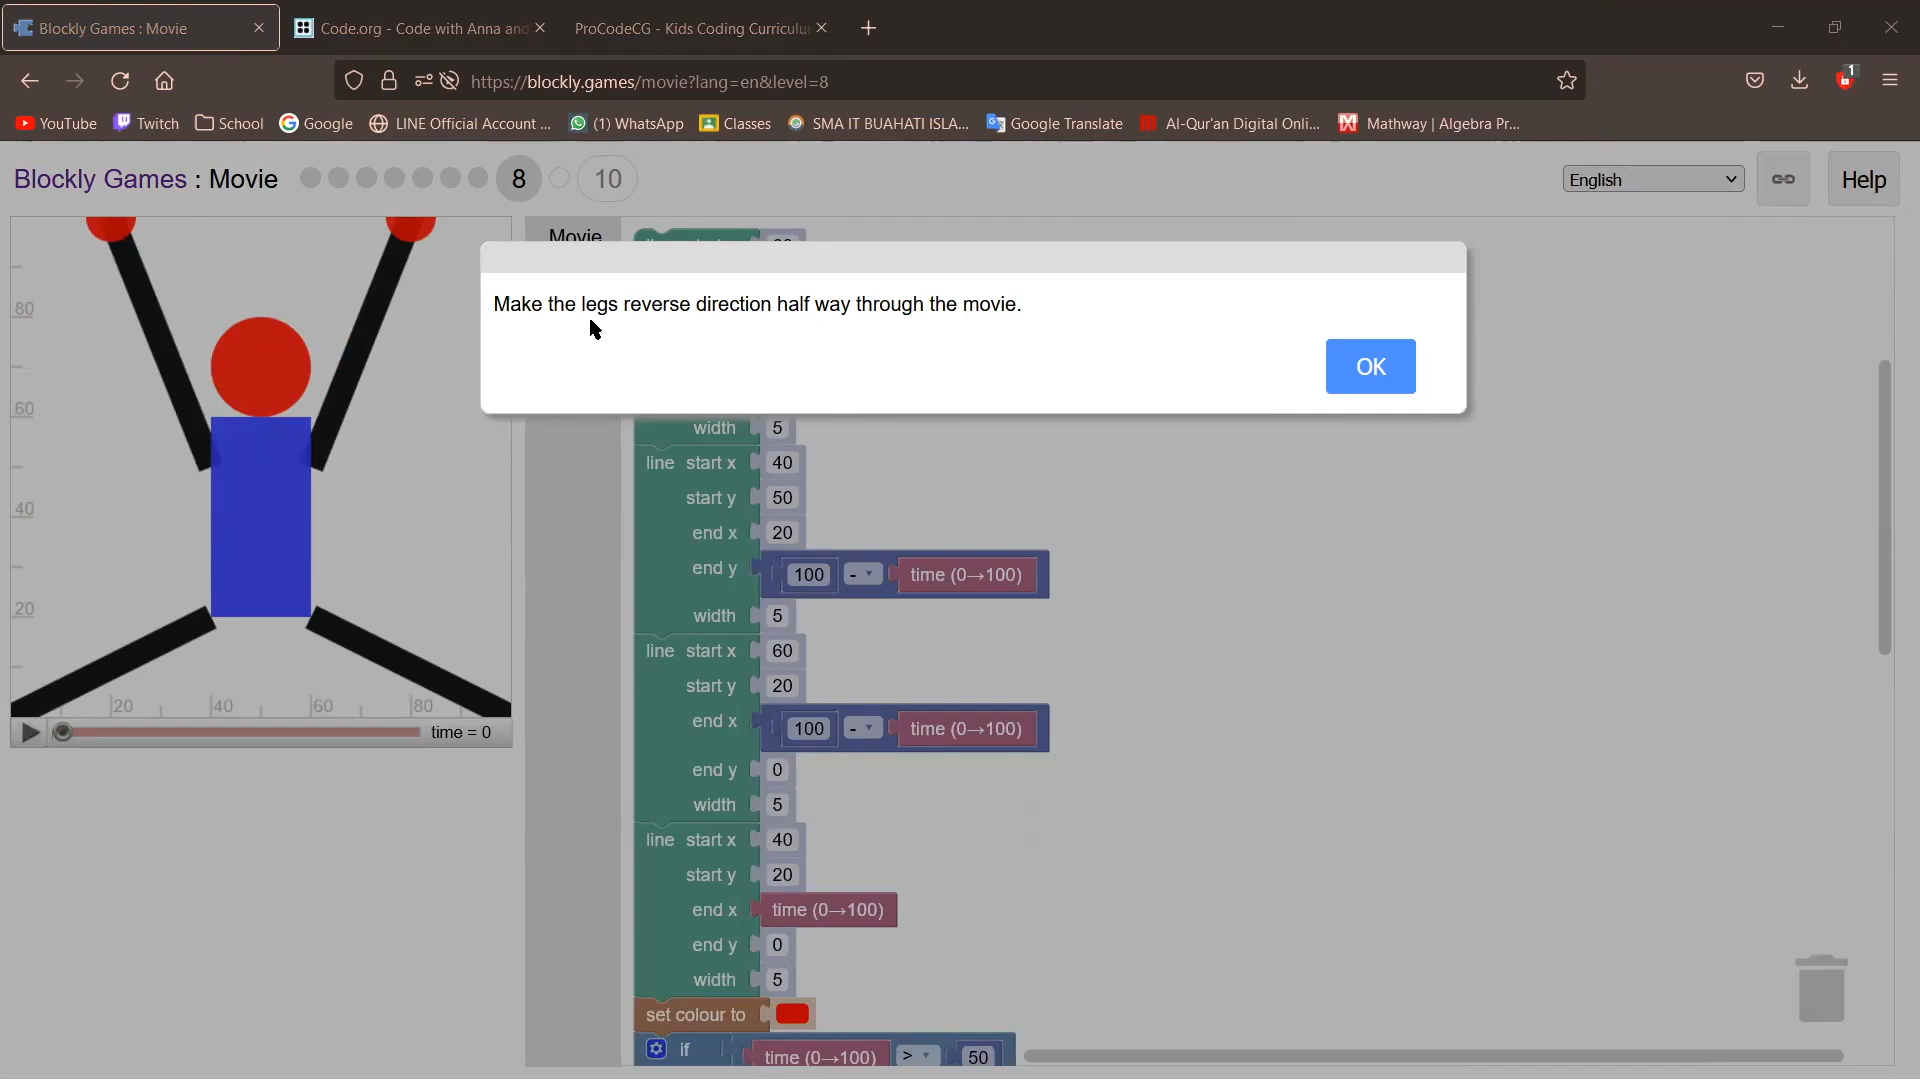 Blockly Games : Movie
Code.org - Code with Anna and
ProCodeCG - Kids Coding Curriculu
https://blockly.games/movie?lang=en&level=8
1
YouTube
Twitch
School
Google
LINE Official Account ...
(1) WhatsApp
Classes
SMA IT BUAHATI ISLA...
Google Translate
Al-Qur'an Digital Onli...
Mathway | Algebra Pr...
Blockly Games : Movie
8
10
English
Help
Movie
Make the legs reverse direction half way through the movie.
OK
80
60
40
20
20
40
60
80
time = 0
width 5
line start x 40
start y 50
end x 20
end y 100 - time (0→100)
width 5
line start x 60
start y 20
end x 100 - time (0→100)
end y 0
width 5
line start x 40
start y 20
end x time (0→100)
end y 0
width 5
set colour to
if time (0→100) > 50